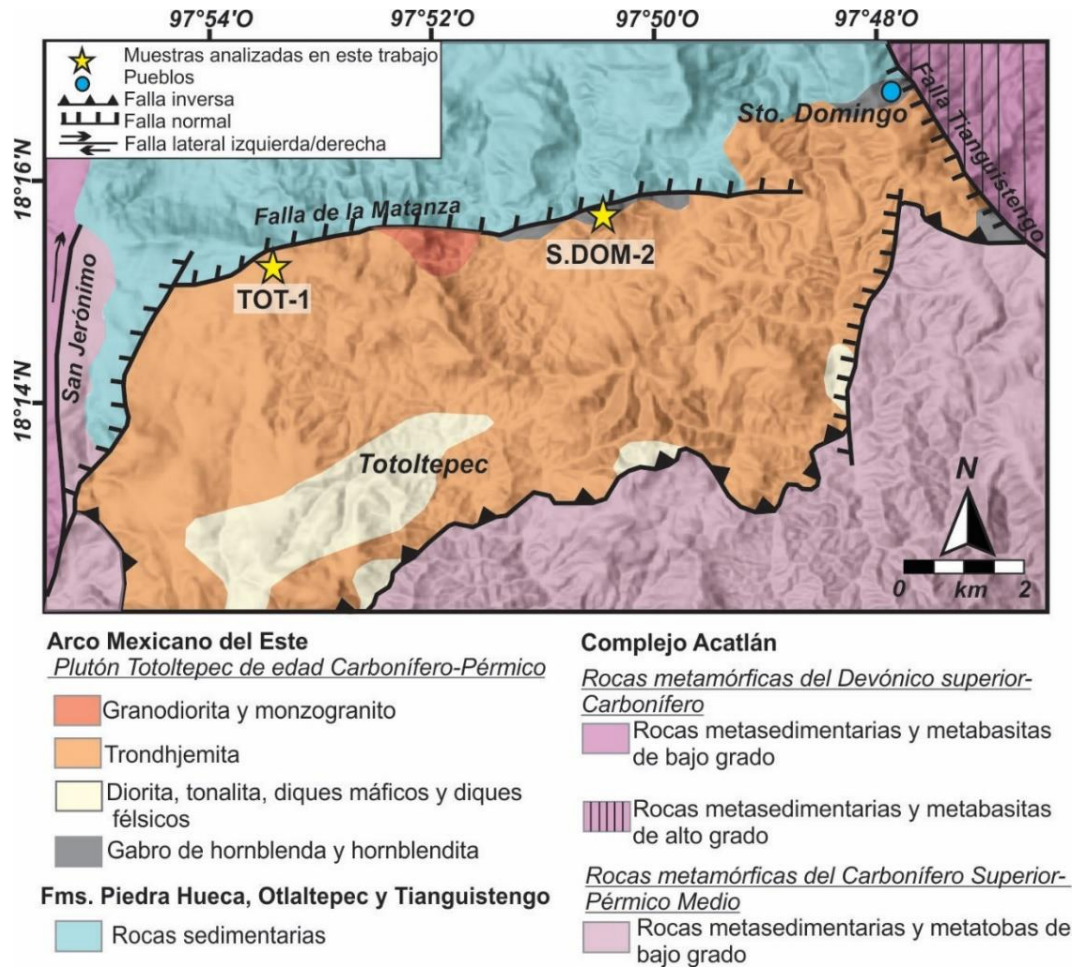 97°54'O
97°52'O
97°50'O
97°48'O
Muestras analizadas en este trabajo
Pueblos
Falla inversa
Falla normal
Falla lateral izquierda/derecha
Sto. Domingo
Falla Tianguistengo
18°16'N
Falla de la Matanza
S.DOM-2
TOT-1
San Jerónimo
18°14'N
Totoltepec
N
0 km 2
Arco Mexicano del Este
Plutón Totoltepec de edad Carbonífero-Pérmico
Granodiorita y monzogranito
Trondhjemita
Diorita, tonalita, diques máficos y diques
félsicos
Gabro de hornblenda y hornblendita
Fms. Piedra Hueca, Otlaltepec y Tianguistengo
Rocas sedimentarias
Complejo Acatlán
Rocas metamórficas del Devónico superior-
Carbonífero
Rocas metasedimentarias y metabasitas
de bajo grado
Rocas metasedimentarias y metabasitas
de alto grado
Rocas metamórficas del Carbonífero Superior-
Pérmico Medio
Rocas metasedimentarias y metatobas de
bajo grado